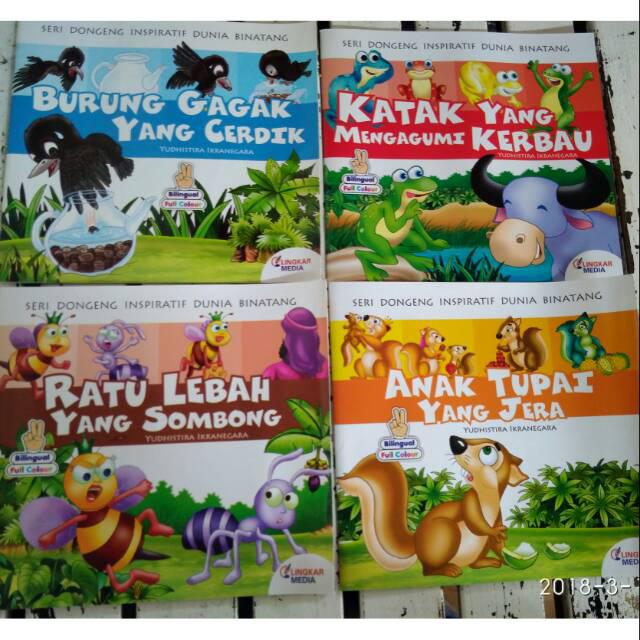 SERI DONGENG INSPIRATIF DUNIA BINATANG
BURUNG GAGAK
YANG CERDIK
YUDHISTIRA IKRANEGARA
Bilingual
Full Colour
LINGKAR
MEDIA
SERI DONGENG INSPIRATIF DUNIA BINATANG
KATAK YANG
MENGAGUMI KERBAU
YUDHISTIRA IKRANEGARA
Bilingual
Full Colour
LINGKAR
MEDIA
SERI DONGENG INSPIRATIF DUNIA BINATANG
RATU LEBAH
YANG SOMBONG
YUDHISTIRA IKRANEGARA
Bilingual
Full Colour
LINGKAR
MEDIA
SERI DONGENG INSPIRATIF DUNIA BINATANG
ANAK TUPAI
YANG JERA
YUDHISTIRA IKRANEGARA
Bilingual
Full Colour
LINGKAR
MEDIA
2018-3-